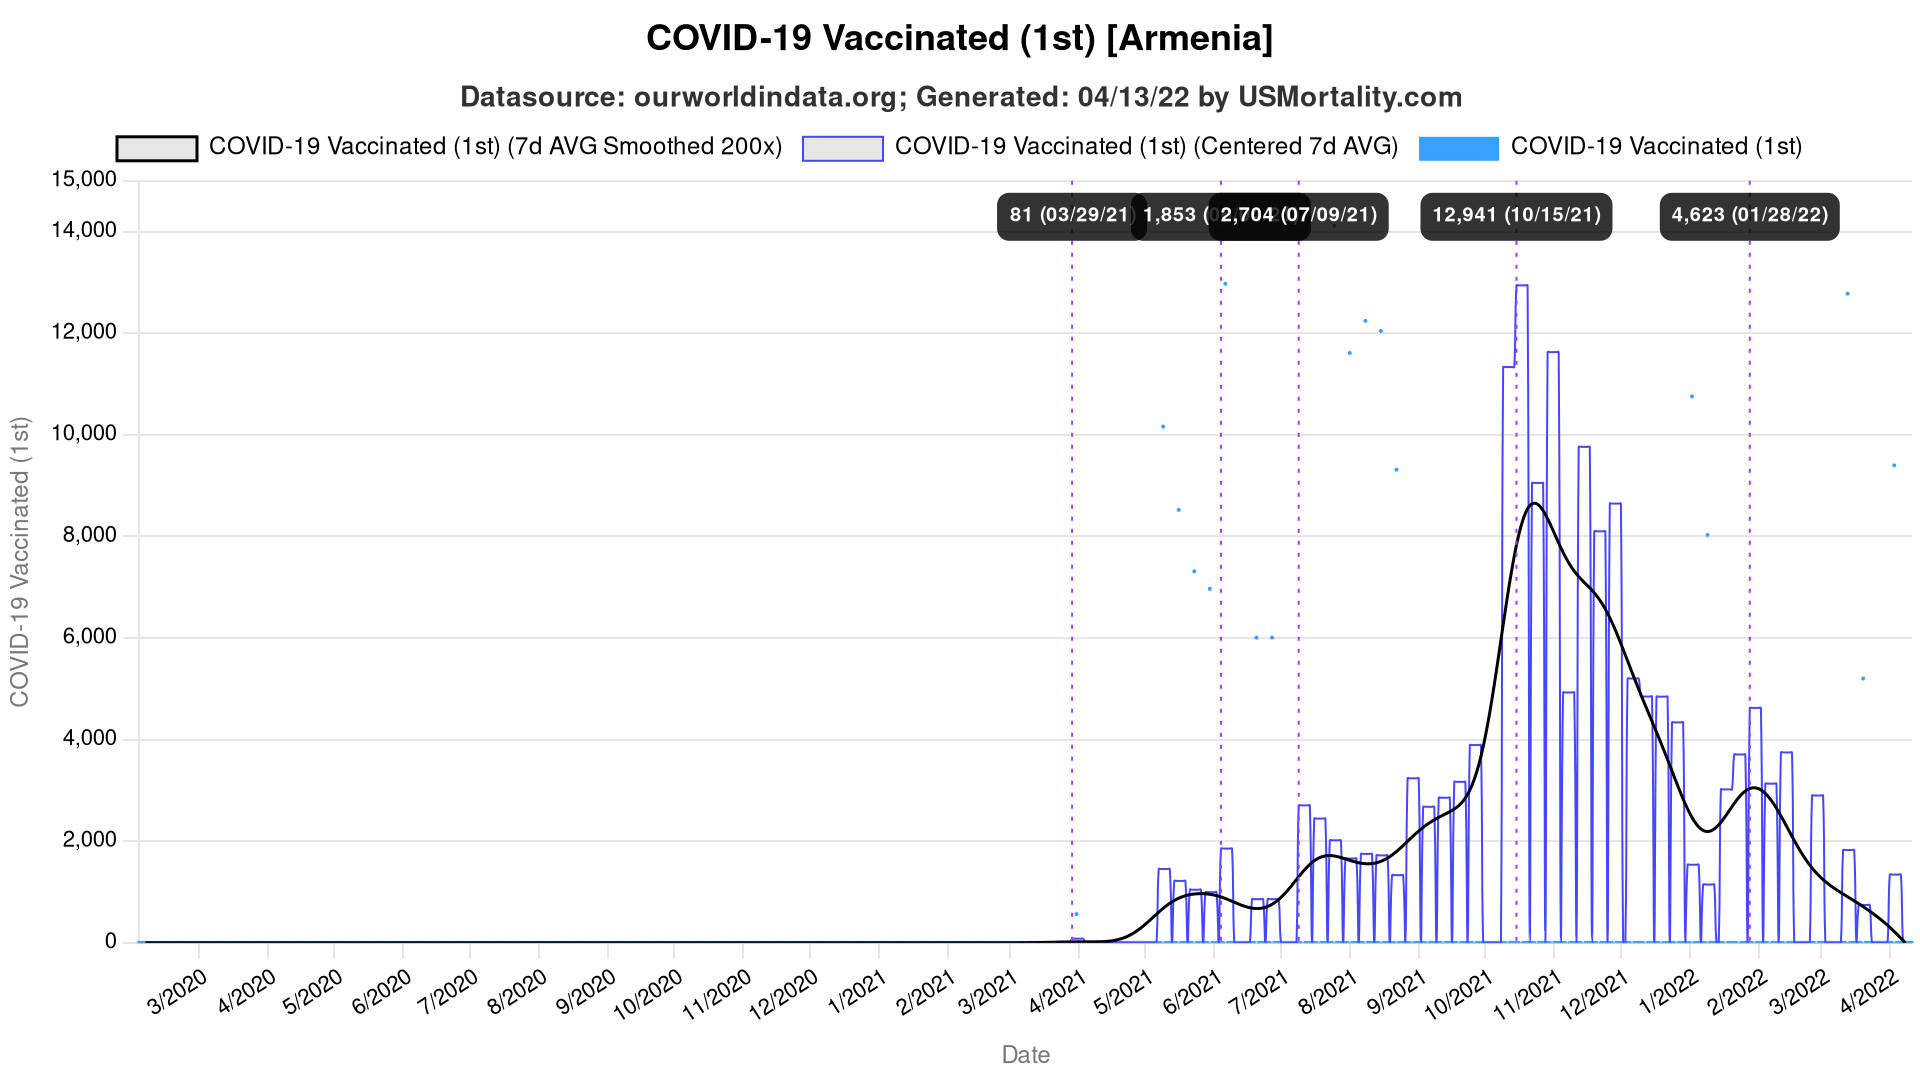 COVID-19 Vaccinated (1st) [Armenia]
Datasource: ourworldindata.org; Generated: 04/13/22 by USMortality.com
COVID-19 Vaccinated (1st) (7d AVG Smoothed 200x) COVID-19 Vaccinated (1st) (Centered 7d AVG) COVID-19 Vaccinated (1st)
15,000
81 (03/29/21) 1,853 ( 2,704 (07/09/21) 12,941 (10/15/21) 4,623 (01/28/22)
14,000
12,000
10,000
8,000
6,000
4,000
2,000
0
COVID-19 Vaccinated (1st)
3/2020 4/2020 5/2020 6/2020 7/2020 8/2020 9/2020 10/2020 11/2020 12/2020 1/2021 2/2021 3/2021 4/2021 5/2021 6/2021 7/2021 8/2021 9/2021 10/2021 11/2021 12/2021 1/2022 2/2022 3/2022 4/2022
Date